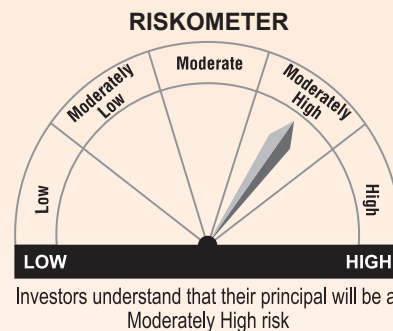 RISKOMETER
Moderate
Moderately
Low
Moderately
High
Low
High
LOW
HIGH
Investors understand that their principal will be a
Moderately High risk